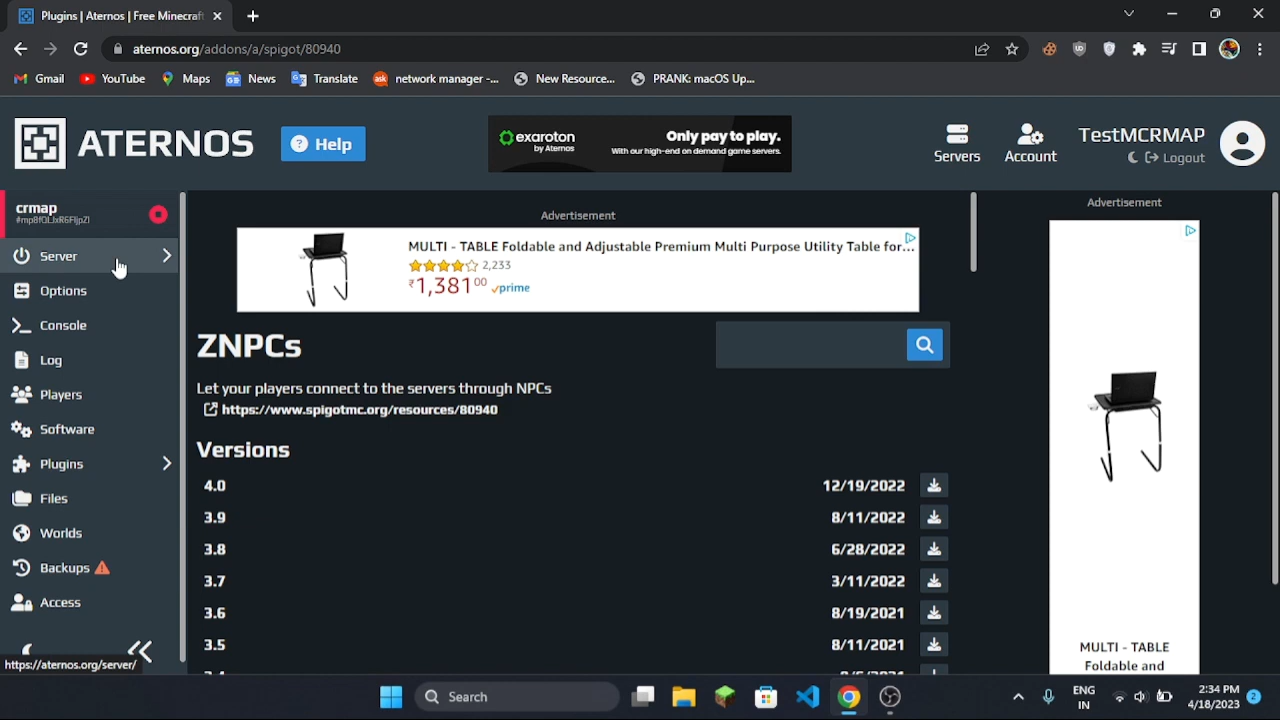 Plugins | Aternos | Free Minecraft
aternos.org/addons/a/spigot/80940
Gmail
YouTube
Maps
News
Translate
ask
network manager -...
New Resource...
PRANK: macOS Up...
ATERNOS
? Help
exaroton
by Aternos
Only pay to play.
With our high-end on demand game servers.
Servers
Account
TestMCRMAP
Logout
crmap
Server
Options
Console
Log
Players
Software
Plugins
Files
Worlds
Backups
Access
https://aternos.org/server/
Advertisement
MULTI - TABLE Foldable and Adjustable Premium Multi Purpose Utility Table for...
2,233
₹1,381⁰⁰ prime
ZNPCs
Let your players connect to the servers through NPCs
https://www.spigotmc.org/resources/80940
Versions
4.0 12/19/2022
3.9 8/11/2022
3.8 6/28/2022
3.7 3/11/2022
3.6 8/19/2021
3.5 8/11/2021
Advertisement
MULTI - TABLE
Foldable and
Search
ENG
IN
2:34 PM
4/18/2023
2